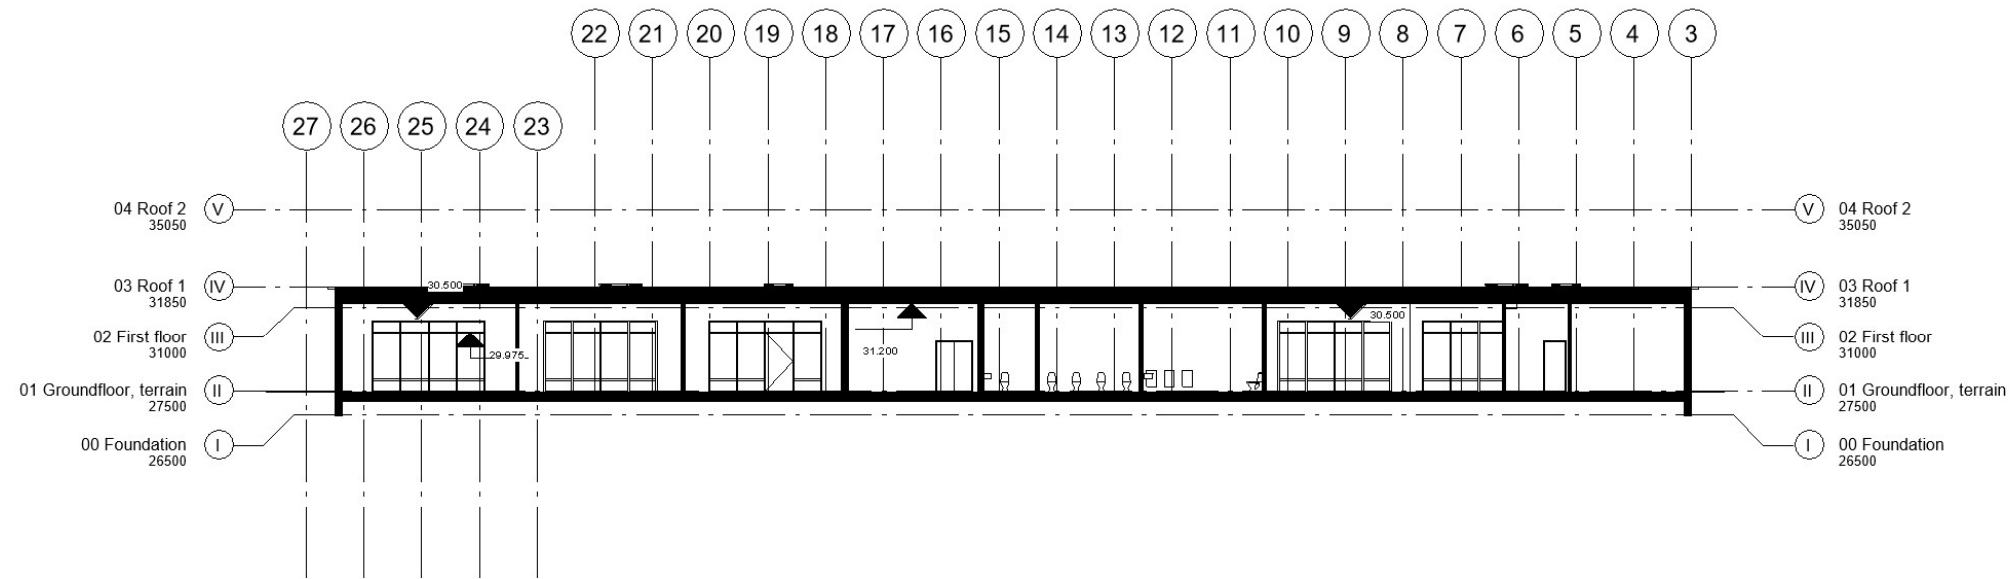 22 21 20 19 18 17 16 15 14 13 12 11 10 9 8 7 6 5 4 3
27 26 25 24 23
04 Roof 2 V V 04 Roof 2
35050 35050
03 Roof 1 IV 30.500 IV 03 Roof 1
31850 31850
30.500
02 First floor III III 02 First floor
31000 29.975 31.200 31000
01 Groundfloor, terrain II II 01 Groundfloor, terrain
27500 27500
00 Foundation I I 00 Foundation
26500 26500